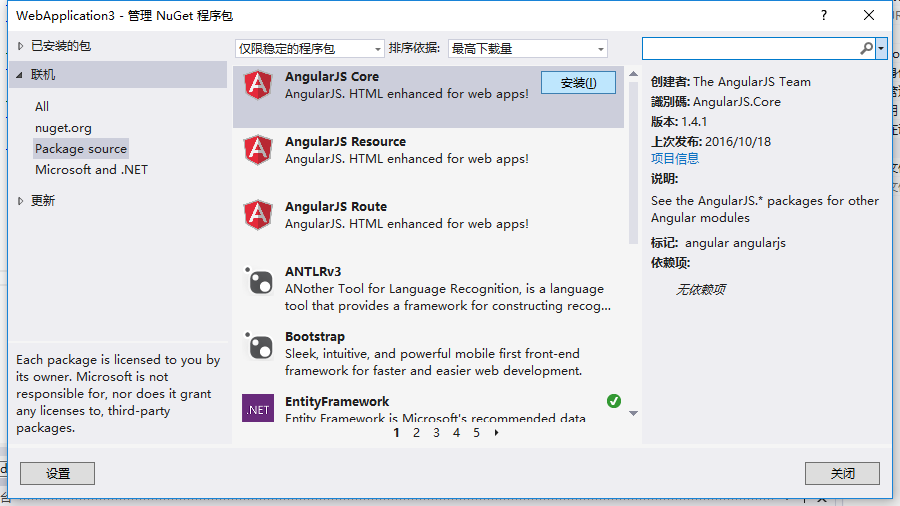 WebApplication3 - 管理 NuGet 程序包
?
已安装的包
联机
All
nuget.org
Package source
Microsoft and .NET
更新
Each package is licensed to you by
its owner. Microsoft is not
responsible for, nor does it grant
any licenses to, third-party
packages.
设置
仅限稳定的程序包
排序依据:
最高下载量
AngularJS Core
AngularJS. HTML enhanced for web apps!
安装(I)
AngularJS Resource
AngularJS. HTML enhanced for web apps!
AngularJS Route
AngularJS. HTML enhanced for web apps!
ANTLRv3
ANother Tool for Language Recognition, is a language
tool that provides a framework for constructing recog...
Bootstrap
Sleek, intuitive, and powerful mobile first front-end
framework for faster and easier web development.
.NET
EntityFramework
Entity Framework is Microsoft's recommended data
1 2 3 4 5
创建者: The AngularJS Team
識別碼: AngularJS.Core
版本: 1.4.1
上次发布: 2016/10/18
项目信息
说明:
See the AngularJS.* packages for other
Angular modules
标记: angular angularjs
依赖项:
无依赖项
关闭